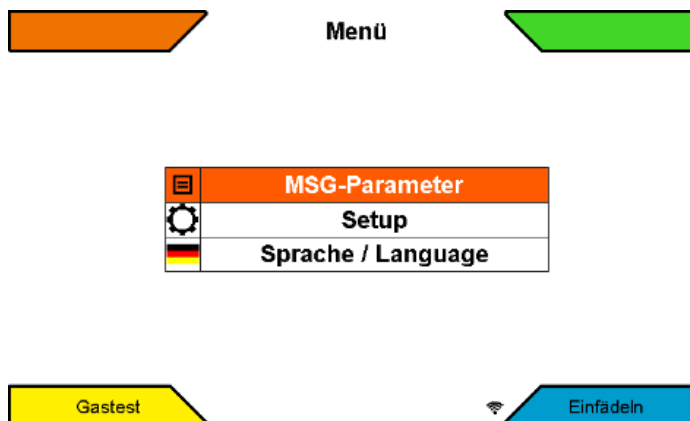 Menü
MSG-Parameter
Setup
Sprache / Language
Gastest
Einfädeln